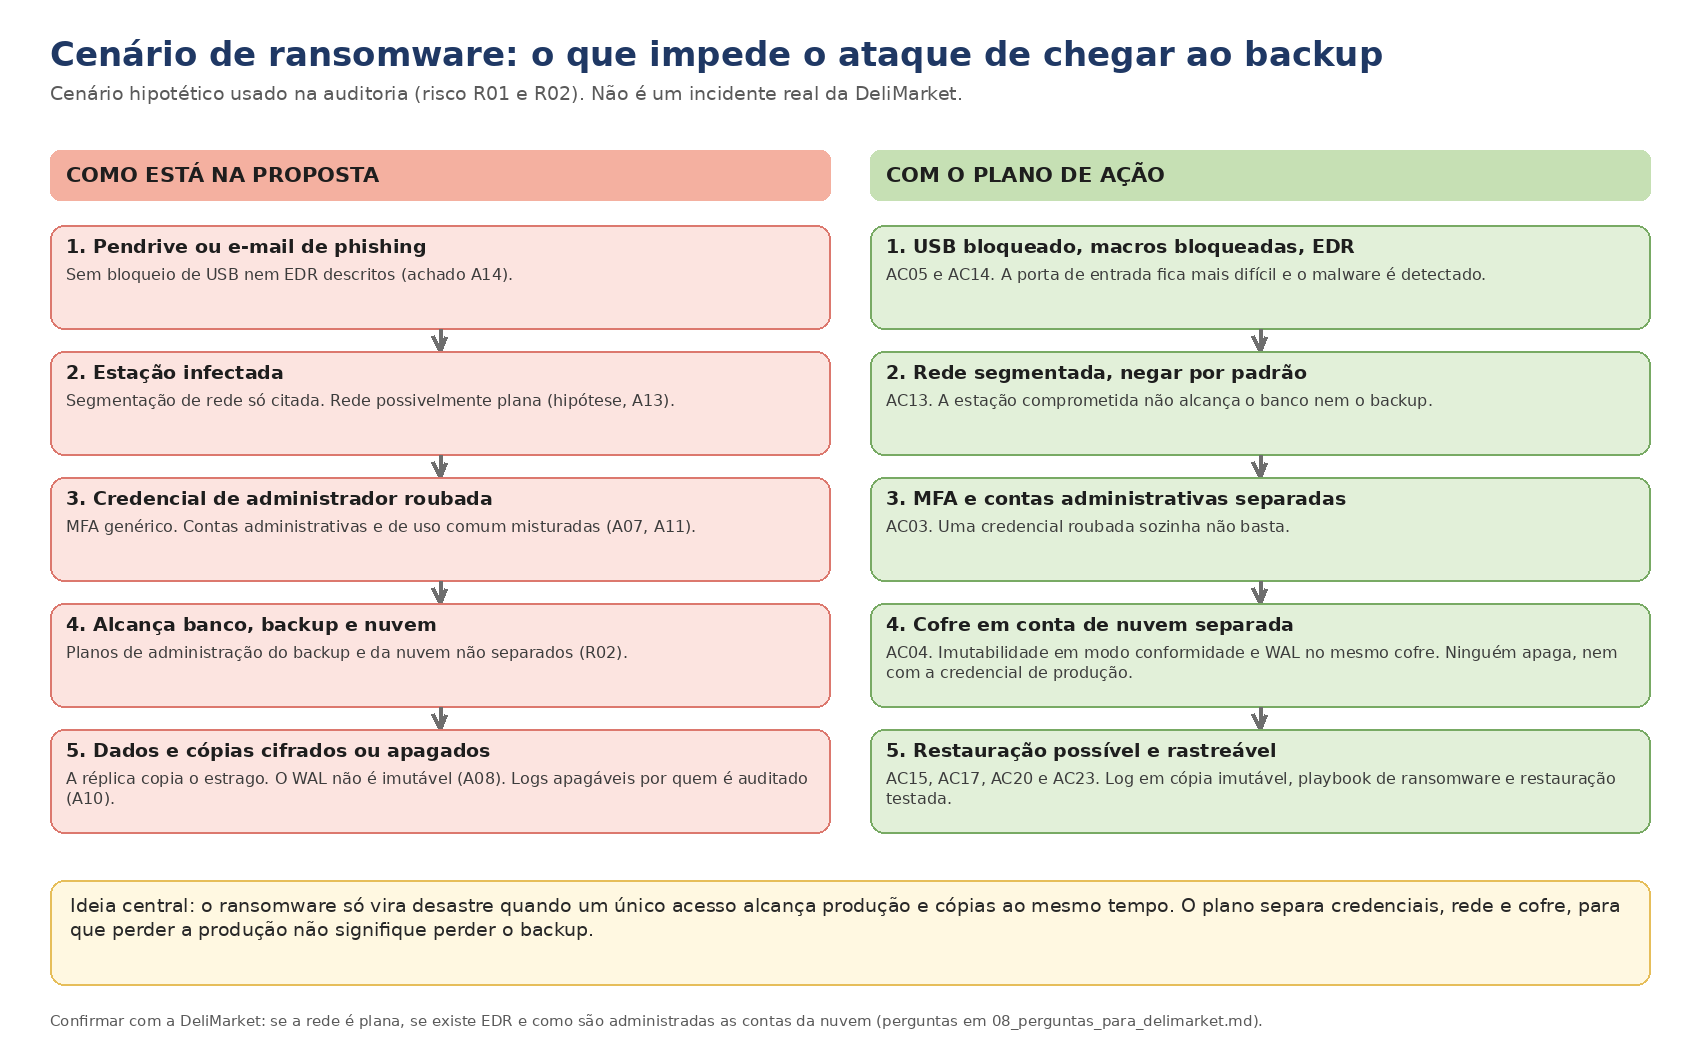 Cenário de ransomware: o que impede o ataque de chegar ao backup
Cenário hipotético usado na auditoria (risco R01 e R02). Não é um incidente real da DeliMarket.
COMO ESTÁ NA PROPOSTA
1. Pendrive ou e-mail de phishing
Sem bloqueio de USB nem EDR descritos (achado A14).
2. Estação infectada
Segmentação de rede só citada. Rede possivelmente plana (hipótese, A13).
3. Credencial de administrador roubada
MFA genérico. Contas administrativas e de uso comum misturadas (A07, A11).
4. Alcança banco, backup e nuvem
Planos de administração do backup e da nuvem não separados (R02).
5. Dados e cópias cifrados ou apagados
A réplica copia o estrago. O WAL não é imutável (A08). Logs apagáveis por quem é auditado
(A10).
COM O PLANO DE AÇÃO
1. USB bloqueado, macros bloqueadas, EDR
AC05 e AC14. A porta de entrada fica mais difícil e o malware é detectado.
2. Rede segmentada, negar por padrão
AC13. A estação comprometida não alcança o banco nem o backup.
3. MFA e contas administrativas separadas
AC03. Uma credencial roubada sozinha não basta.
4. Cofre em conta de nuvem separada
AC04. Imutabilidade em modo conformidade e WAL no mesmo cofre. Ninguém apaga, nem
com a credencial de produção.
5. Restauração possível e rastreável
AC15, AC17, AC20 e AC23. Log em cópia imutável, playbook de ransomware e restauração
testada.
Ideia central: o ransomware só vira desastre quando um único acesso alcança produção e cópias ao mesmo tempo. O plano separa credenciais, rede e cofre, para
que perder a produção não signifique perder o backup.
Confirmar com a DeliMarket: se a rede é plana, se existe EDR e como são administradas as contas da nuvem (perguntas em 08_perguntas_para_delimarket.md).